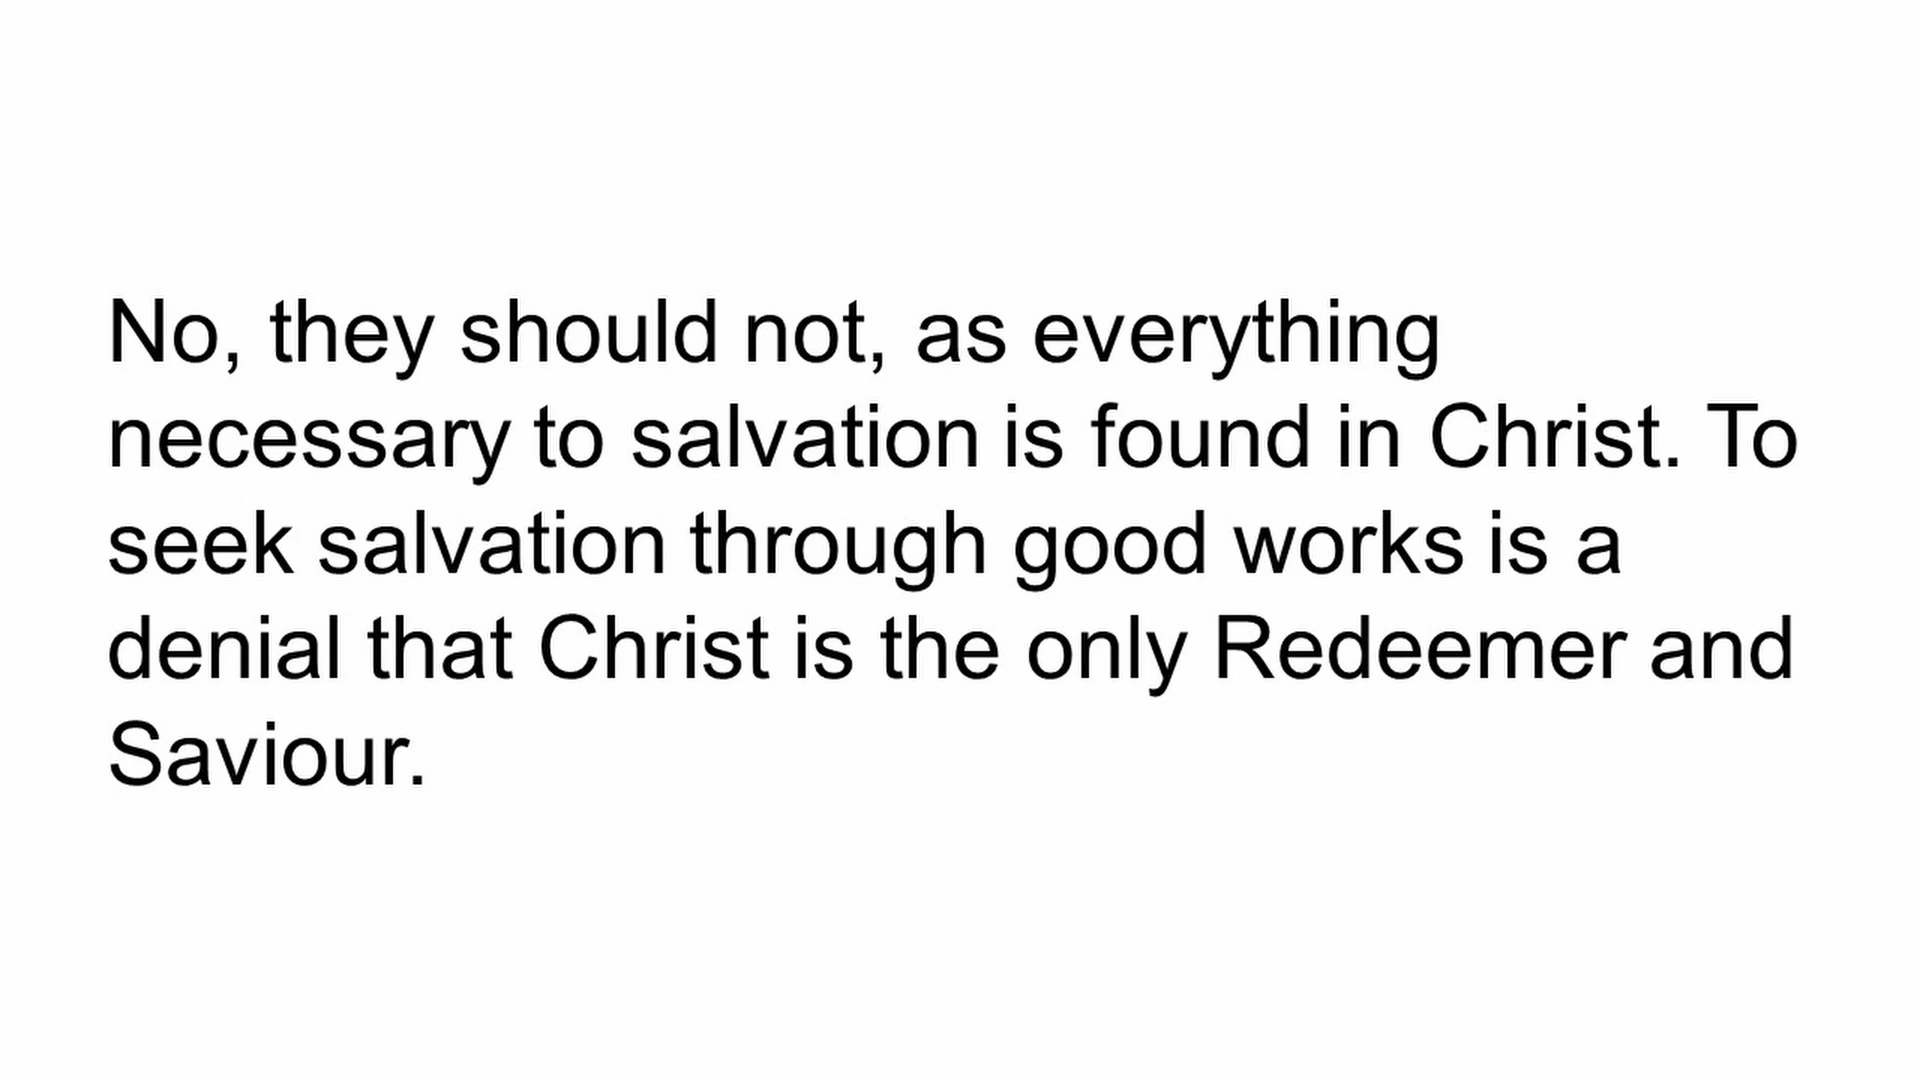 No, they should not, as everything
necessary to salvation is found in Christ. To
seek salvation through good works is a
denial that Christ is the only Redeemer and
Saviour.